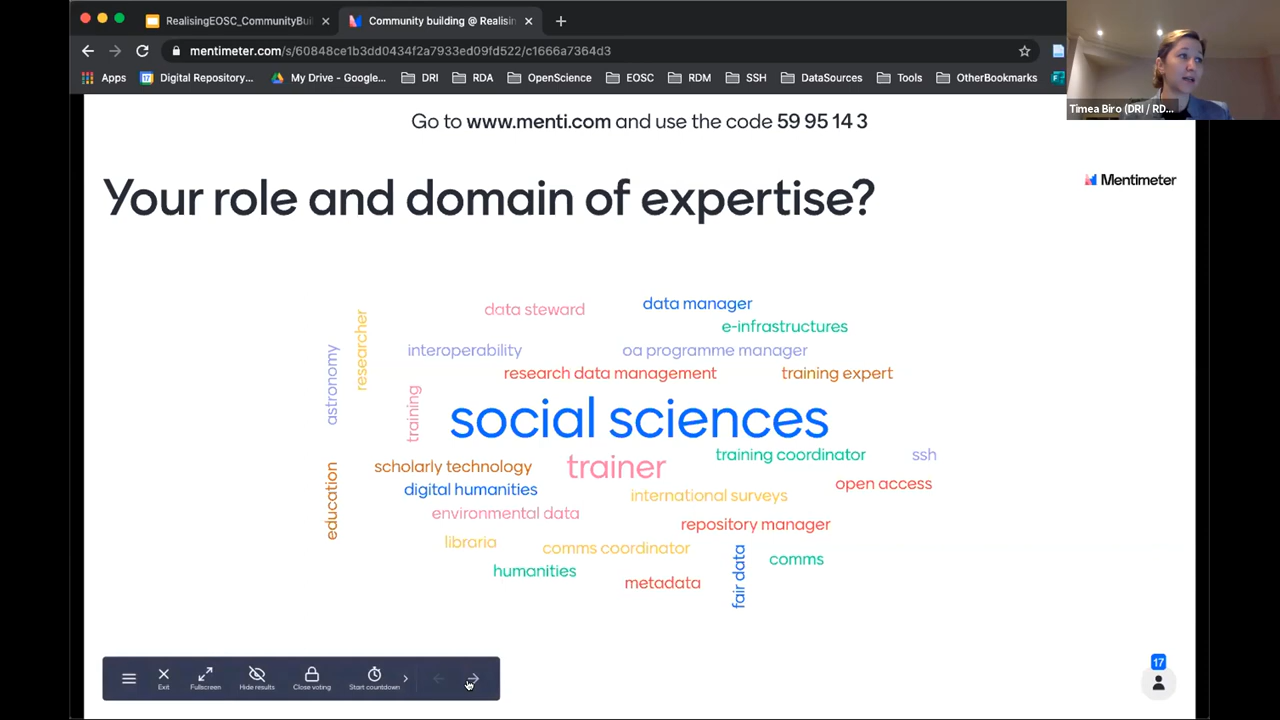 RealisingEOSC_CommunityBui
Community building @ Realisin
mentimeter.com/s/60848ce1b3dd0434f2a7933ed09fd522/c1666a7364d3
Apps
Digital Repository...
My Drive - Google...
DRI
RDA
OpenScience
EOSC
RDM
SSH
DataSources
Tools
OtherBookmarks
Tímea Biró (DRI / RD...
Go to www.menti.com and use the code 59 95 14 3
Your role and domain of expertise?
Mentimeter
data steward
data manager
e-infrastructures
researcher
astronomy
interoperability
oa programme manager
research data management
training expert
training
social sciences
trainer
training coordinator
ssh
scholarly technology
education
digital humanities
international surveys
open access
environmental data
repository manager
libraria
comms coordinator
fair data
comms
humanities
metadata
Exit
Fullscreen
Hide results
Close voting
Start countdown
17